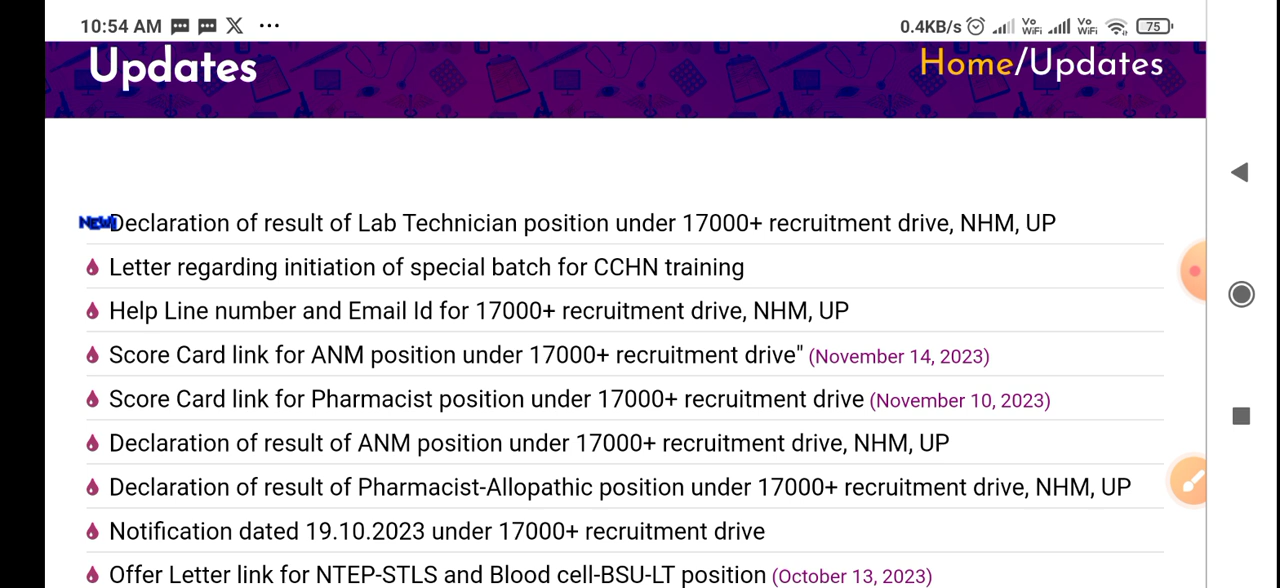 10:54 AM X ... 0.4KB/s Vo WiFi Vo WiFi 75
Updates
Home/Updates
NEW! Declaration of result of Lab Technician position under 17000+ recruitment drive, NHM, UP
Letter regarding initiation of special batch for CCHN training
Help Line number and Email Id for 17000+ recruitment drive, NHM, UP
Score Card link for ANM position under 17000+ recruitment drive" (November 14, 2023)
Score Card link for Pharmacist position under 17000+ recruitment drive (November 10, 2023)
Declaration of result of ANM position under 17000+ recruitment drive, NHM, UP
Declaration of result of Pharmacist-Allopathic position under 17000+ recruitment drive, NHM, UP
Notification dated 19.10.2023 under 17000+ recruitment drive
Offer Letter link for NTEP-STLS and Blood cell-BSU-LT position (October 13, 2023)